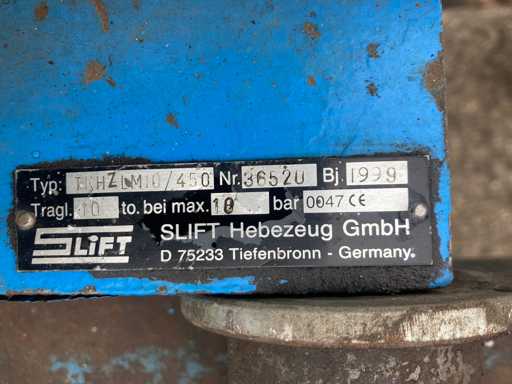 Typ: TKHZLM10/450 Nr. 36520 Bj. 1999
Tragl. 10 to. bei max. 10 bar 0047 CE
SLIFT SLIFT Hebezeug GmbH
D 75233 Tiefenbronn - Germany.